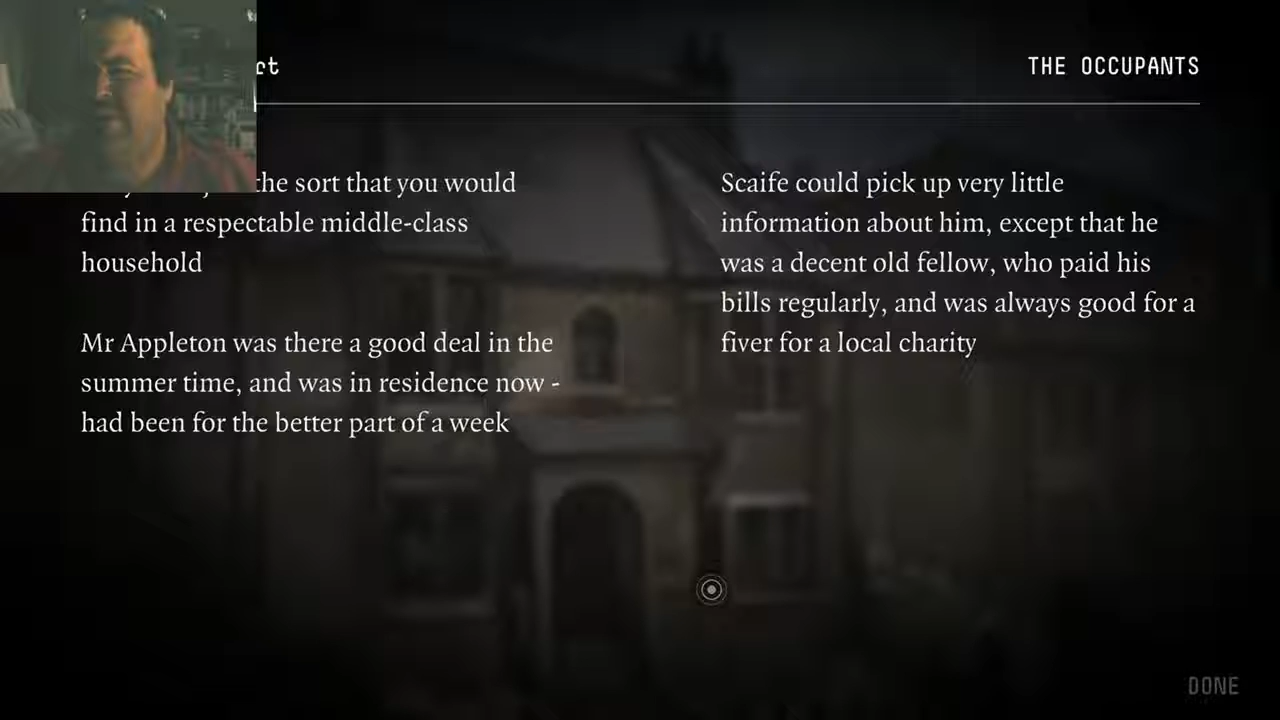 rt
THE OCCUPANTS
the sort that you would
find in a respectable middle-class
household
Mr Appleton was there a good deal in the
summer time, and was in residence now -
had been for the better part of a week
Scaife could pick up very little
information about him, except that he
was a decent old fellow, who paid his
bills regularly, and was always good for a
fiver for a local charity
DONE